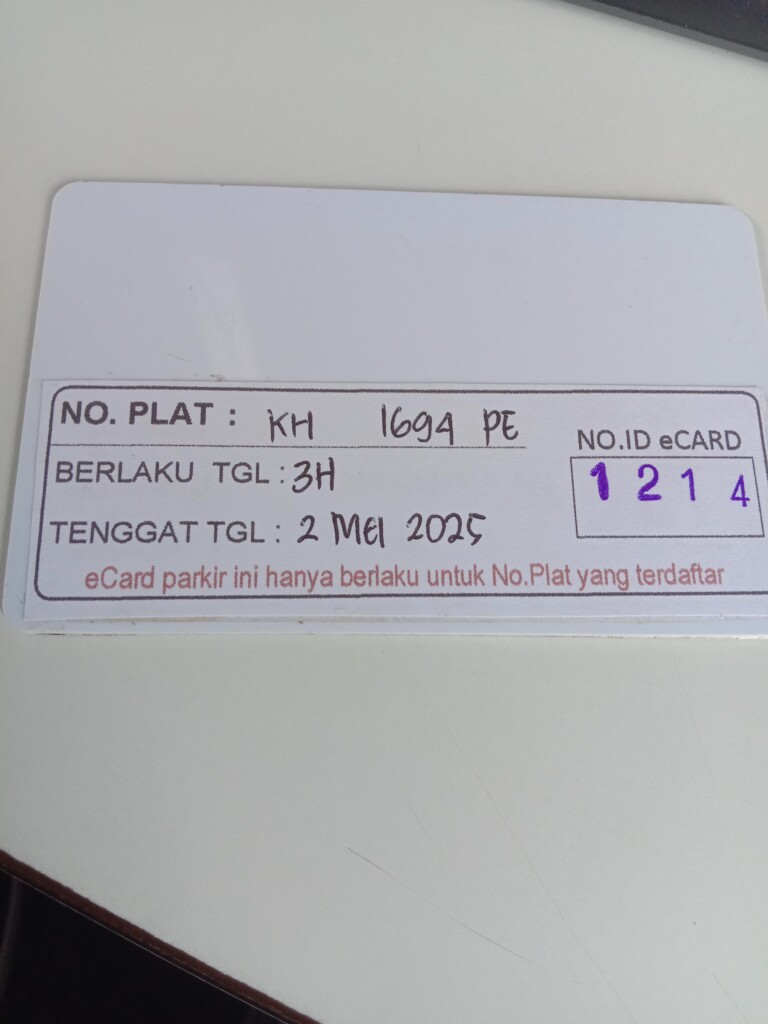 NO. PLAT : KH 1694 PE
NO.ID eCARD
BERLAKU TGL : 3H
1 2 1 4
TENGGAT TGL : 2 MEI 2025
eCard parkir ini hanya berlaku untuk No.Plat yang terdaftar